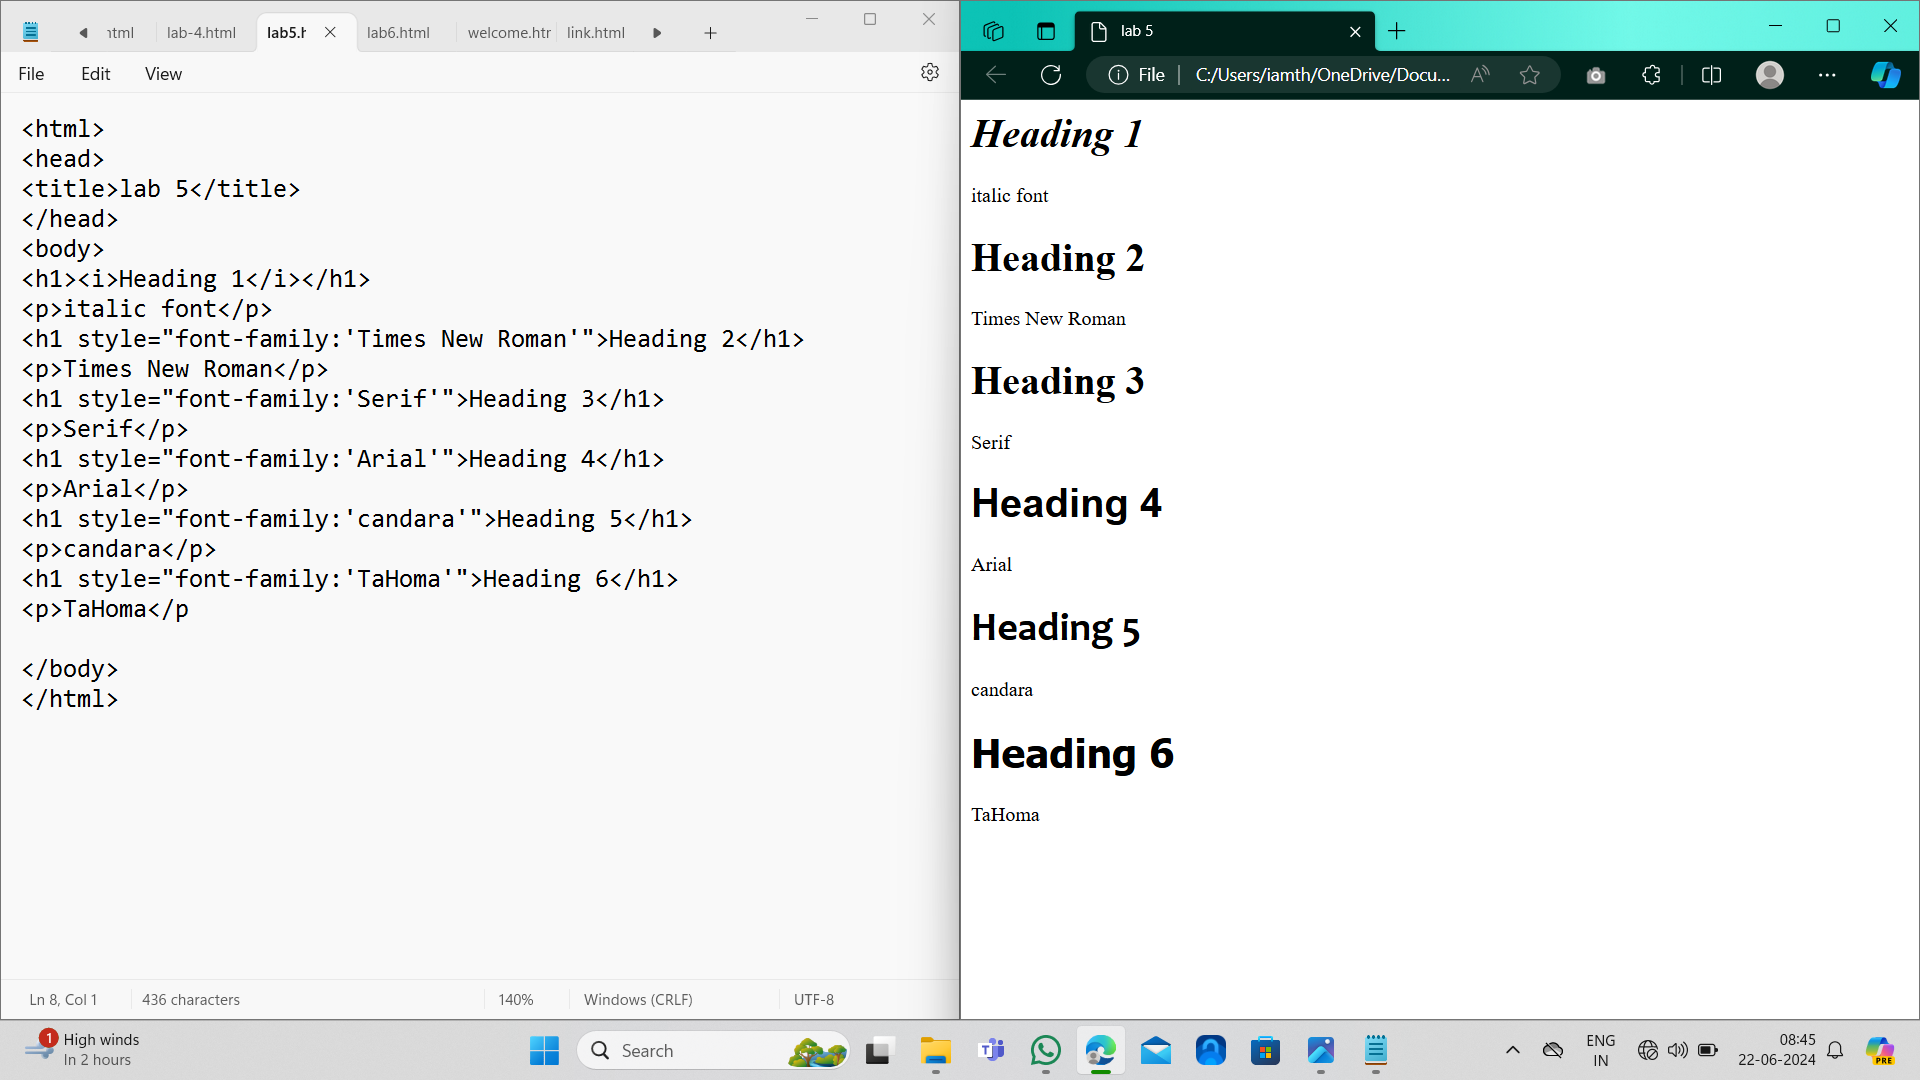 ntml lab-4.html lab5.h lab6.html welcome.htr link.html
File Edit View
<html>
<head>
<title>lab 5</title>
</head>
<body>
<h1><i>Heading 1</i></h1>
<p>italic font</p>
<h1 style="font-family:'Times New Roman'">Heading 2</h1>
<p>Times New Roman</p>
<h1 style="font-family:'Serif'">Heading 3</h1>
<p>Serif</p>
<h1 style="font-family:'Arial'">Heading 4</h1>
<p>Arial</p>
<h1 style="font-family:'candara'">Heading 5</h1>
<p>candara</p>
<h1 style="font-family:'TaHoma'">Heading 6</h1>
<p>TaHoma</p
</body>
</html>
Ln 8, Col 1 436 characters 140% Windows (CRLF) UTF-8
lab 5
File C:/Users/iamth/OneDrive/Docu...
Heading 1
italic font
Heading 2
Times New Roman
Heading 3
Serif
Heading 4
Arial
Heading 5
candara
Heading 6
TaHoma
1 High winds
In 2 hours
Search
ENG
IN
08:45
22-06-2024
PRE